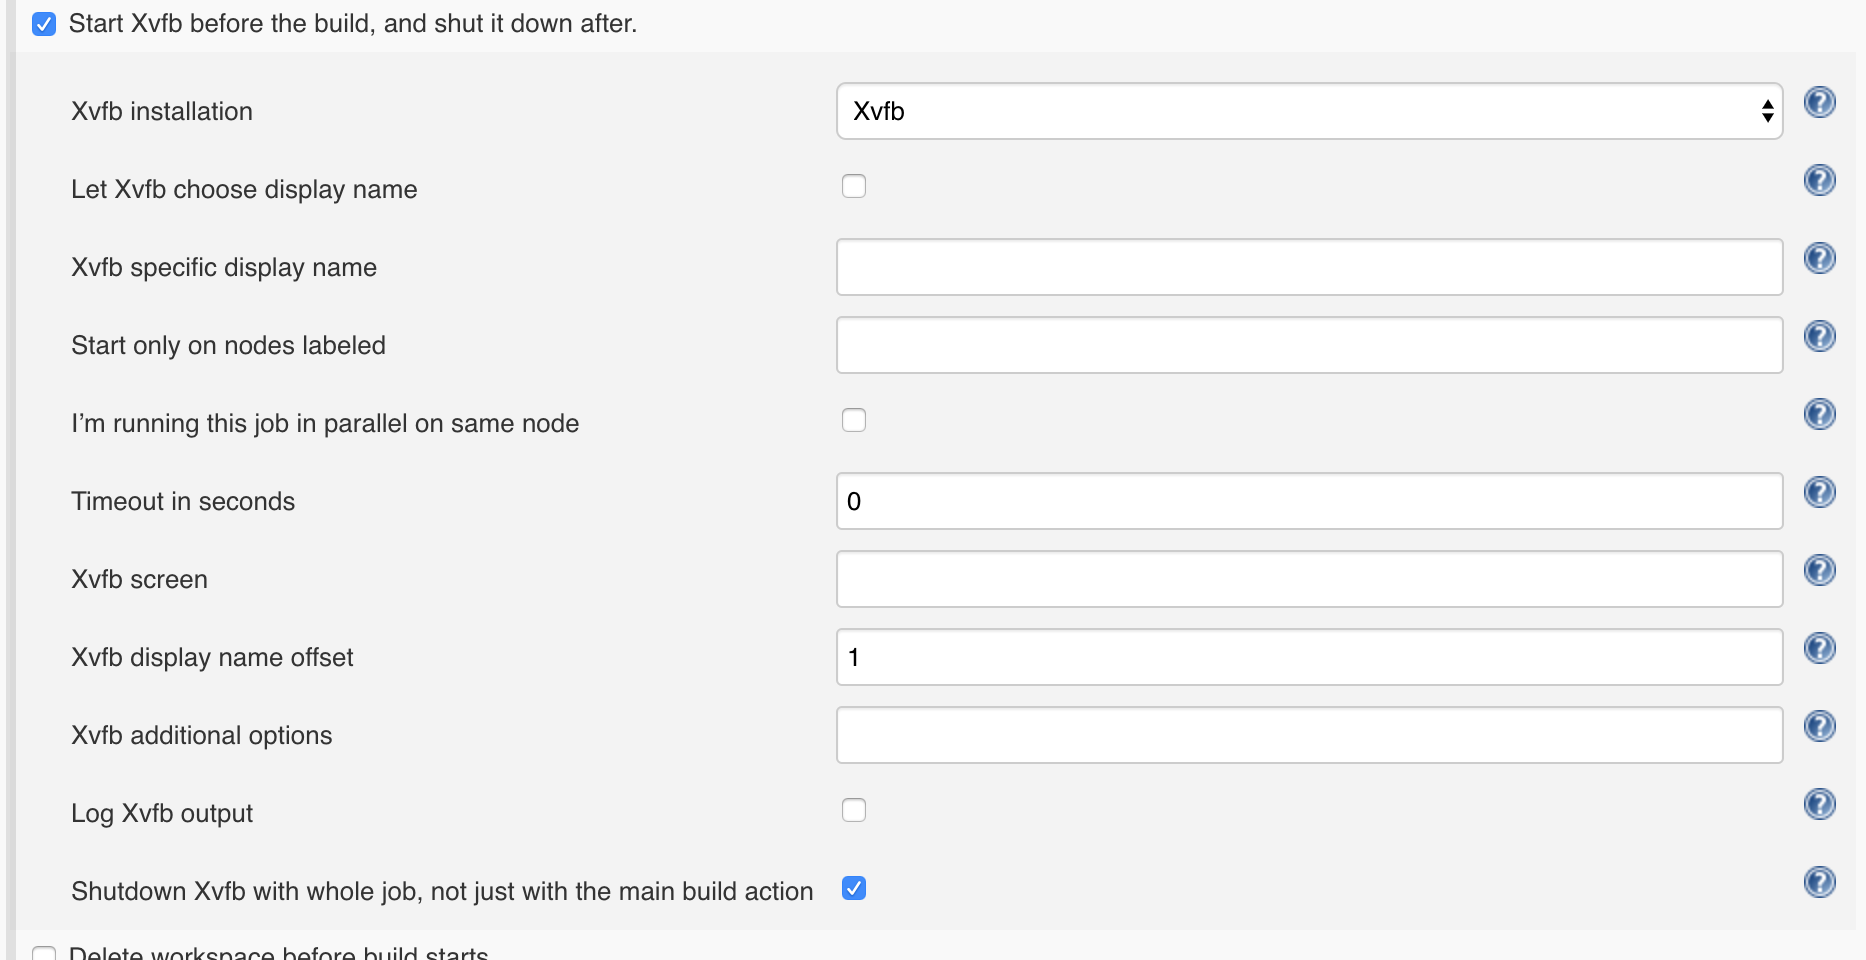 Start Xvfb before the build, and shut it down after.
Xvfb installation
Xvfb
Let Xvfb choose display name
Xvfb specific display name
Start only on nodes labeled
I’m running this job in parallel on same node
Timeout in seconds
0
Xvfb screen
Xvfb display name offset
1
Xvfb additional options
Log Xvfb output
Shutdown Xvfb with whole job, not just with the main build action
Delete workspace before build starts